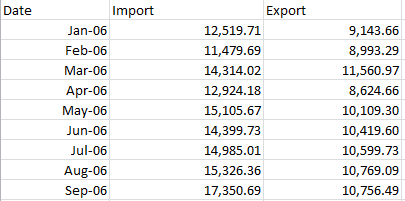 Date Import Export
Jan-06 12,519.71 9,143.66
Feb-06 11,479.69 8,993.29
Mar-06 14,314.02 11,560.97
Apr-06 12,924.18 8,624.66
May-06 15,105.67 10,109.30
Jun-06 14,399.73 10,419.60
Jul-06 14,985.01 10,599.73
Aug-06 15,326.36 10,769.09
Sep-06 17,350.69 10,756.49